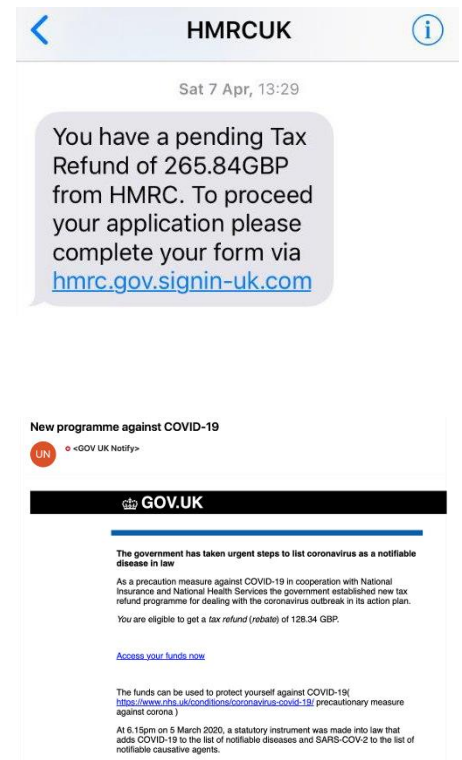 HMRCUK
Sat 7 Apr, 13:29
You have a pending Tax
Refund of 265.84GBP
from HMRC. To proceed
your application please
complete your form via
hmrc.gov.signin-uk.com
New programme against COVID-19
UN
<GOV UK Notify>
GOV.UK
The government has taken urgent steps to list coronavirus as a notifiable
disease in law
As a precaution measure against COVID-19 in cooperation with National
Insurance and National Health Services the government established new tax
refund programme for dealing with the coronavirus outbreak in its action plan.
You are eligible to get a tax refund (rebate) of 128.34 GBP.
Access your funds now
The funds can be used to protect yourself against COVID-19(
https://www.nhs.uk/conditions/coronavirus-covid-19/ precautionary measure
against corona )
At 6.15pm on 5 March 2020, a statutory instrument was made into law that
adds COVID-19 to the list of notifiable diseases and SARS-COV-2 to the list of
notifiable causative agents.